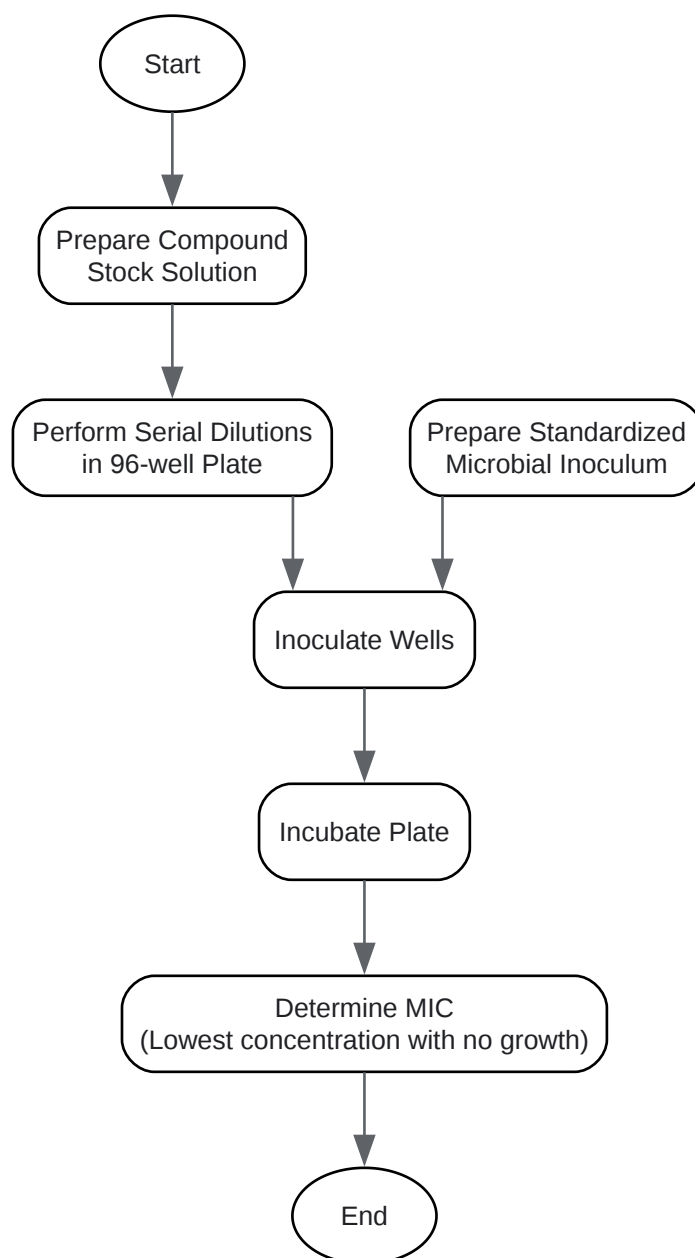 Start
Prepare Compound
Stock Solution
Perform Serial Dilutions
in 96-well Plate
Prepare Standardized
Microbial Inoculum
Inoculate Wells
Incubate Plate
Determine MIC
(Lowest concentration with no growth)
End